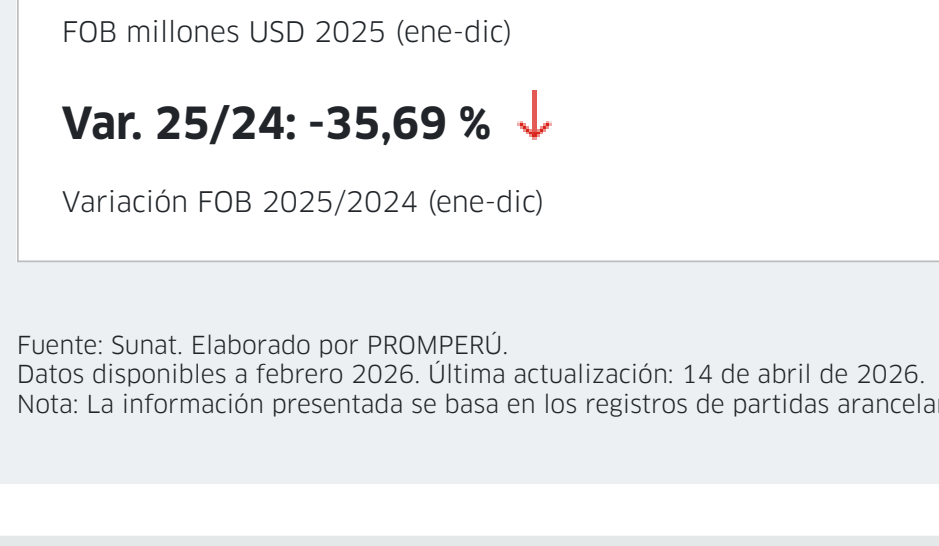 FOB millones USD 2025 (ene-dic)
Var. 25/24: -35,69 %
Variación FOB 2025/2024 (ene-dic)
Fuente: Sunat. Elaborado por PROMPERÚ.
Datos disponibles a febrero 2026. Última actualización: 14 de abril de 2026.
Nota: La información presentada se basa en los registros de partidas